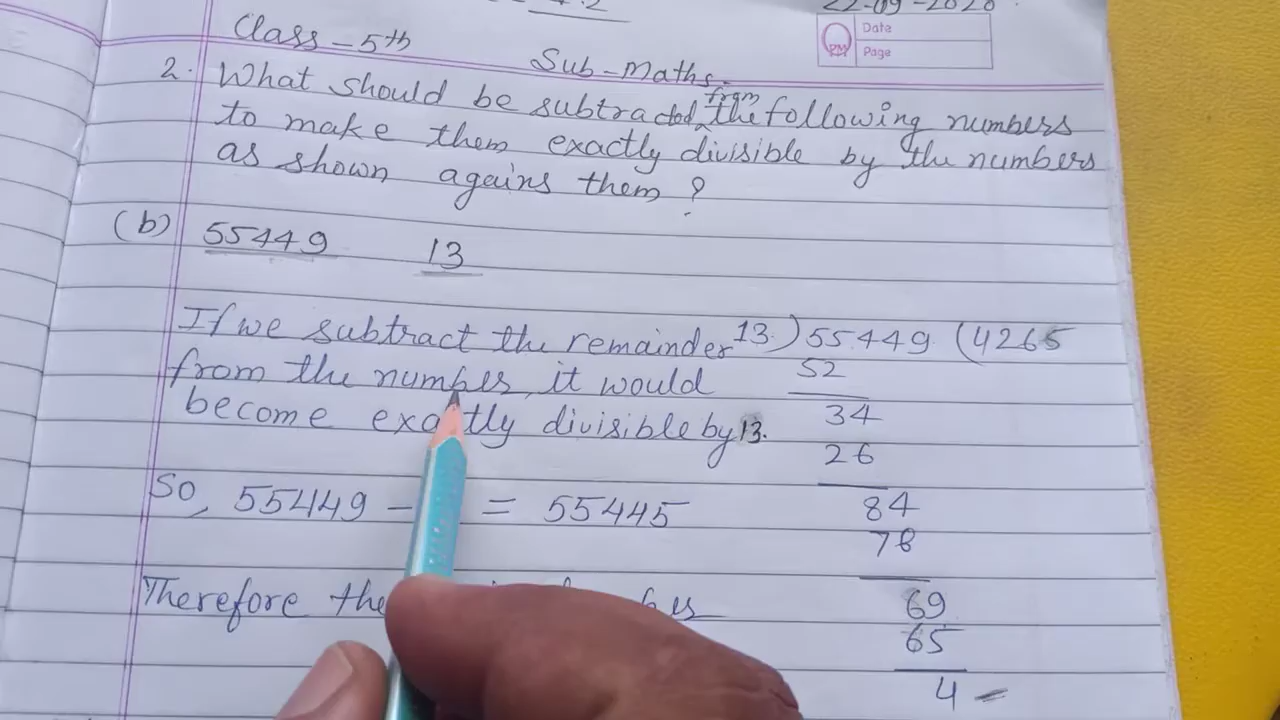 22-09-2020
Date
Class-5th
PM
Page
Sub-Maths-
2. What should be subtracted from the following numbers
to make them exactly divisible by the numbers
as shown agains them ?
(b) 55449 13
If we subtract the remainder
from the number, it would
become exactly divisible by 13.
So, 55449 - = 55445
Therefore the
13.)55449(4265
52
34
26
84
78
69
65
4 -